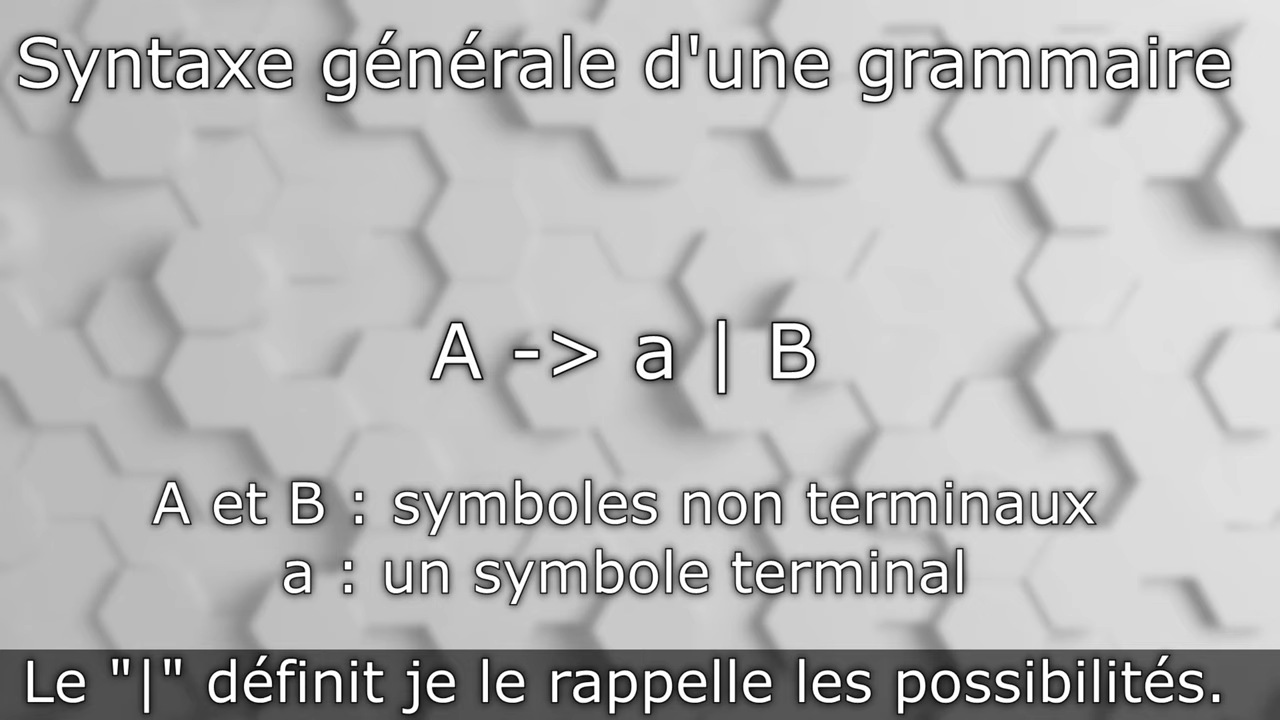 Syntaxe générale d'une grammaire
A -> a | B
A et B : symboles non terminaux
a : un symbole terminal
Le "|" définit je le rappelle les possibilités.